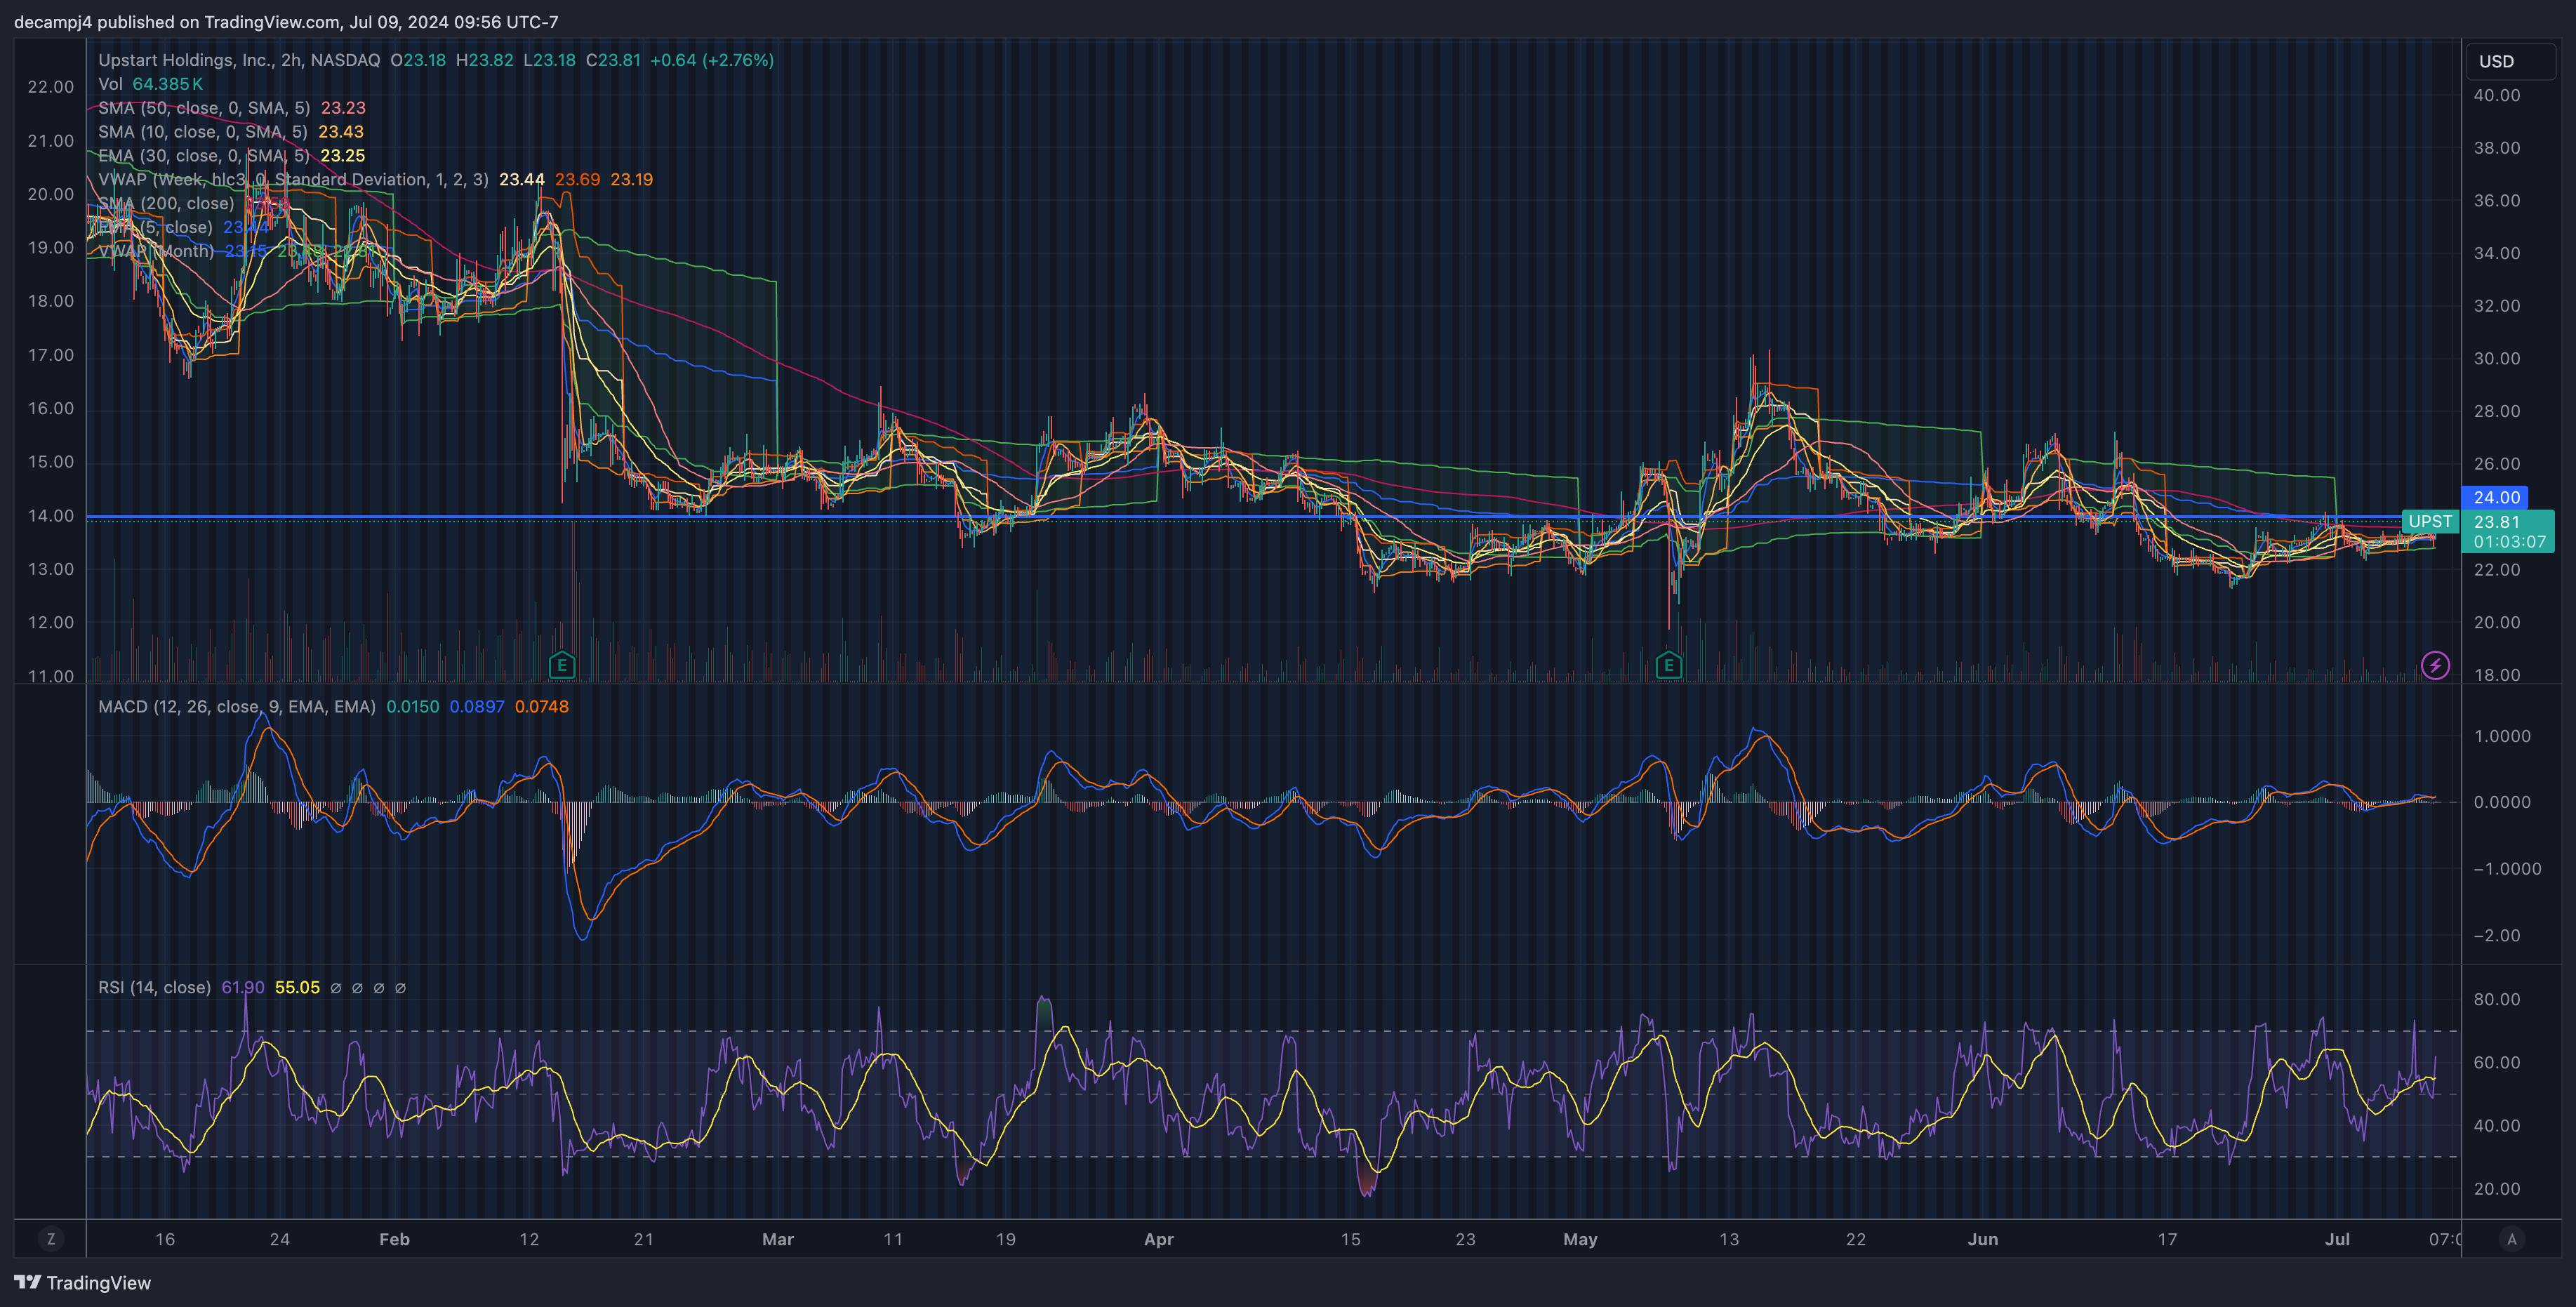 decampj4 published on TradingView.com, Jul 09, 2024 09:56 UTC-7
Upstart Holdings, Inc., 2h, NASDAQ O23.18 H23.82 L23.18 C23.81 +0.64 (+2.76%)
Vol 64.385K
SMA (50, close, 0, SMA, 5) 23.23
SMA (10, close, 0, SMA, 5) 23.43
EMA (30, close, 0, SMA, 5) 23.25
VWAP (Week, hlc3, 0, Standard Deviation, 1, 2, 3) 23.44 23.69 23.19
SMA (200, close)
(5, close)
VWAP (Month) 23.15
22.00
21.00
20.00
19.00
18.00
17.00
16.00
15.00
14.00
13.00
12.00
11.00
USD
40.00
38.00
36.00
34.00
32.00
30.00
28.00
26.00
24.00
UPST 23.81
01:03:07
22.00
20.00
18.00
E
E
MACD (12, 26, close, 9, EMA, EMA) 0.0150 0.0897 0.0748
1.0000
0.0000
−1.0000
−2.00
RSI (14, close) 61.90 55.05 ∅ ∅ ∅ ∅
80.00
60.00
40.00
20.00
Z 16 24 Feb 12 21 Mar 11 19 Apr 15 23 May 13 22 Jun 17 Jul 07:0 A
TradingView